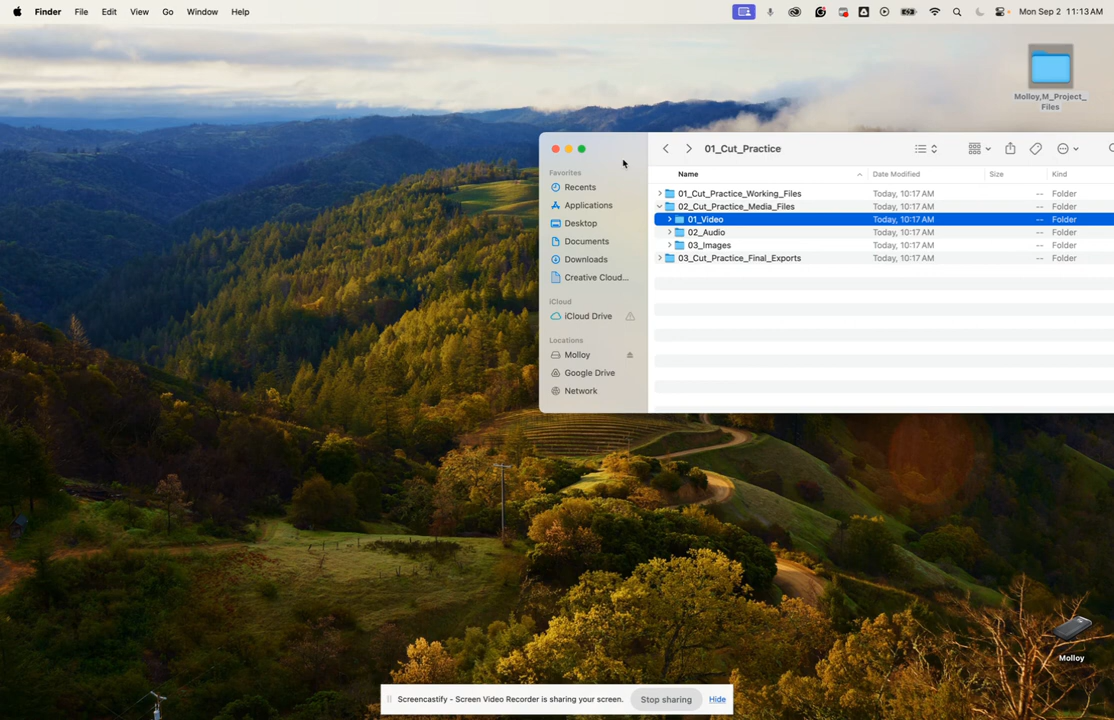 Finder File Edit View Go Window Help Mon Sep 2 11:13 AM
Molloy,M_Project_
Files
01_Cut_Practice
Favorites
Recents
Applications
Desktop
Documents
Downloads
Creative Cloud...
iCloud
iCloud Drive
Locations
Molloy
Google Drive
Network
Name Date Modified Size Kind
01_Cut_Practice_Working_Files Today, 10:17 AM -- Folder
02_Cut_Practice_Media_Files Today, 10:17 AM -- Folder
01_Video Today, 10:17 AM -- Folder
02_Audio Today, 10:17 AM -- Folder
03_Images Today, 10:17 AM -- Folder
03_Cut_Practice_Final_Exports Today, 10:17 AM -- Folder
Molloy
Screencastify - Screen Video Recorder is sharing your screen. Stop sharing Hide